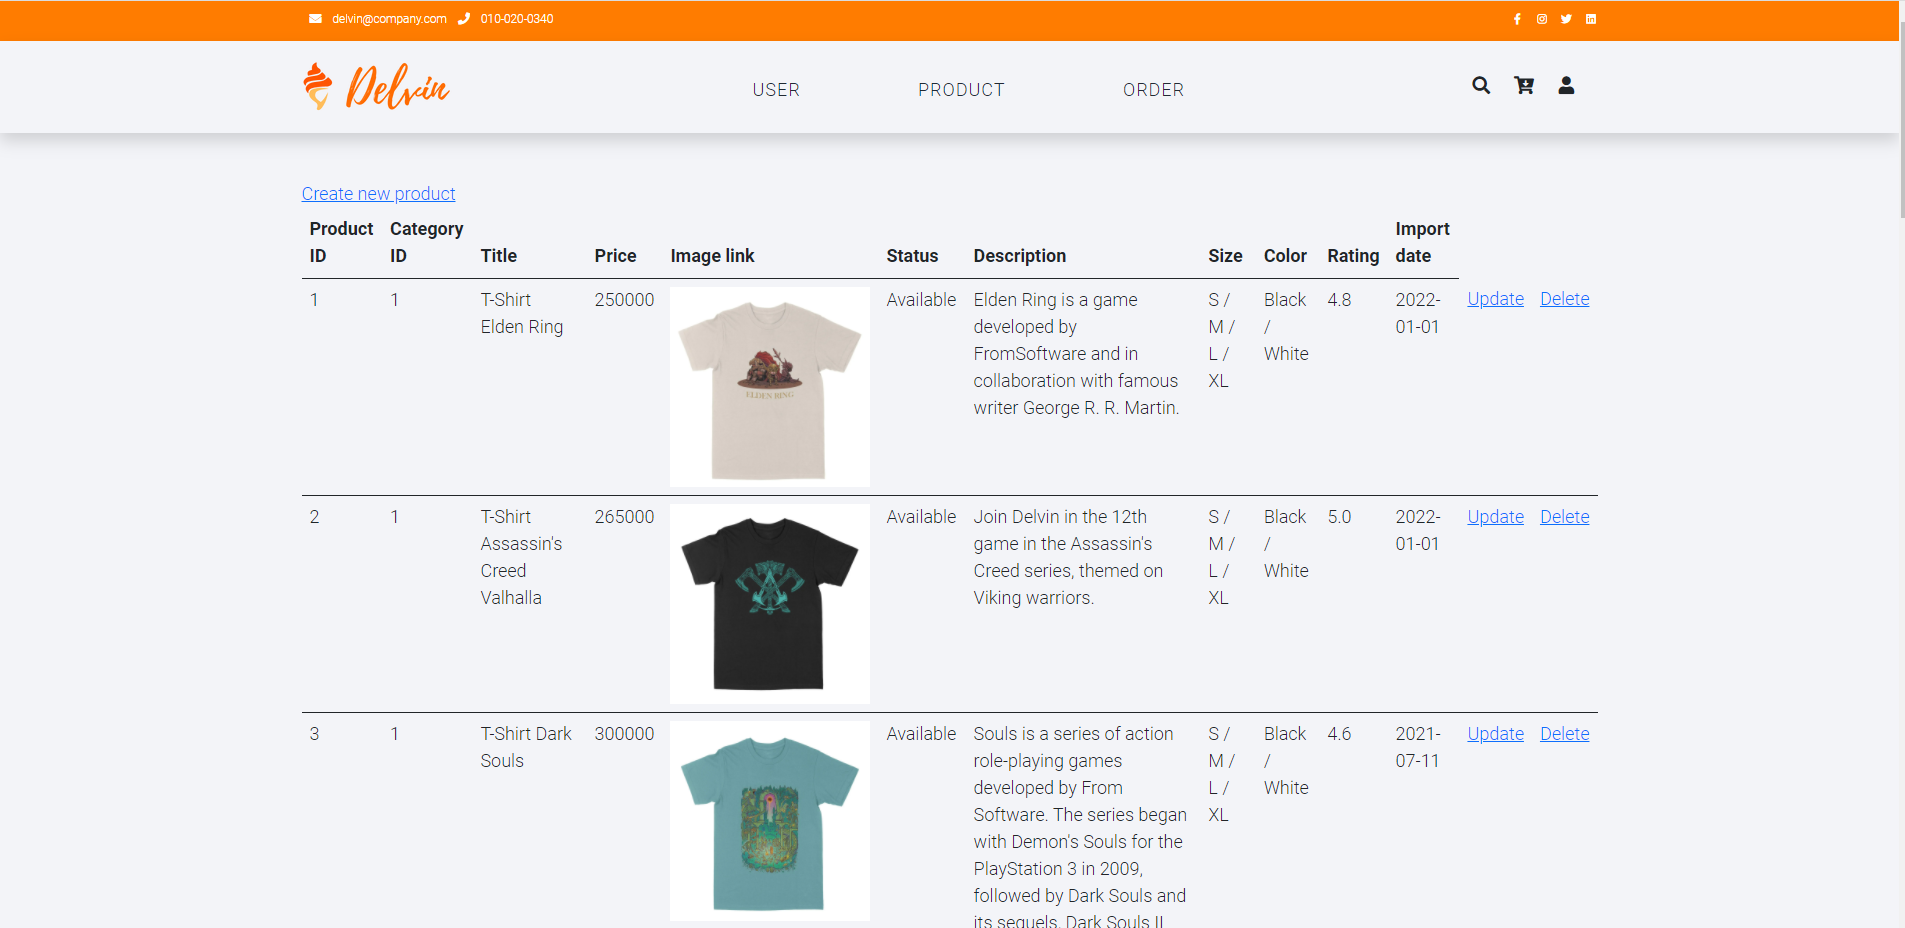 delvin@company.com 010-020-0340
Delvin
USER PRODUCT ORDER
Create new product
Product ID Category ID Title Price Image link Status Description Size Color Rating Import date
1 1 T-Shirt Elden Ring 250000 Available
Elden Ring is a game
developed by
FromSoftware and in
collaboration with famous
writer George R. R. Martin.
S /
M /
L /
XL
Black
/
White
4.8
2022-
01-01
Update Delete
ELDEN RING
2 1 T-Shirt
Assassin's
Creed
Valhalla
265000 Available
Join Delvin in the 12th
game in the Assassin's
Creed series, themed on
Viking warriors.
S /
M /
L /
XL
Black
/
White
5.0
2022-
01-01
Update Delete
3 1 T-Shirt Dark
Souls
300000 Available
Souls is a series of action
role-playing games
developed by From
Software. The series began
with Demon's Souls for the
PlayStation 3 in 2009,
followed by Dark Souls and
its sequels, Dark Souls II
S /
M /
L /
XL
Black
/
White
4.6
2021-
07-11
Update Delete